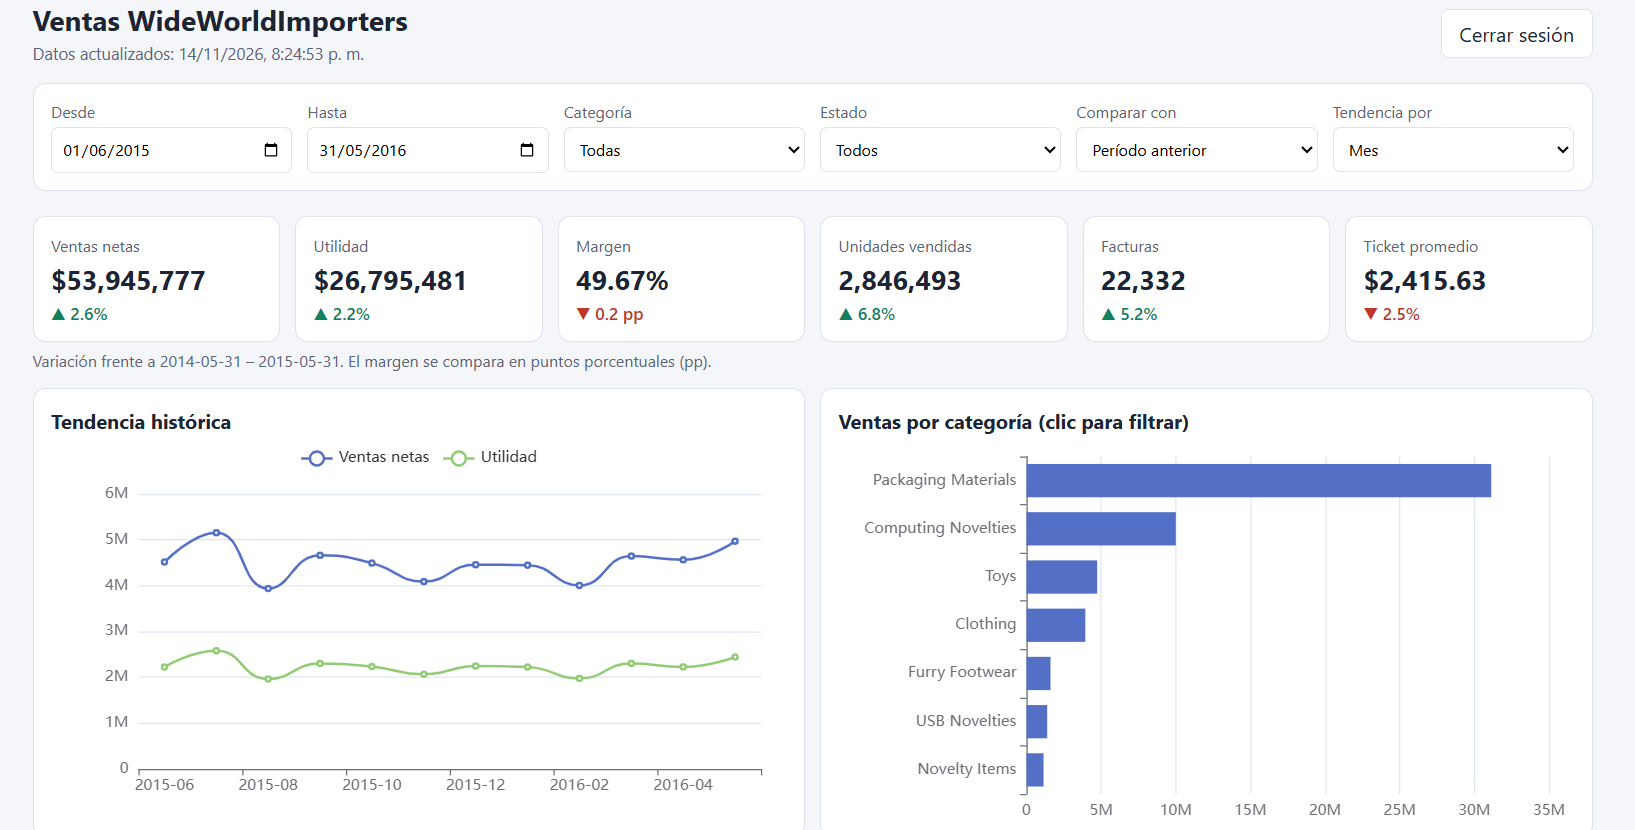 Ventas WideWorldImporters
Datos actualizados: 14/11/2026, 8:24:53 p. m.
Cerrar sesión
Desde
Hasta
Categoría
Estado
Comparar con
Tendencia por
01/06/2015
31/05/2016
Todas
Todos
Período anterior
Mes
Ventas netas
$53,945,777
▲ 2.6%
Utilidad
$26,795,481
▲ 2.2%
Margen
49.67%
▼ 0.2 pp
Unidades vendidas
2,846,493
▲ 6.8%
Facturas
22,332
▲ 5.2%
Ticket promedio
$2,415.63
▼ 2.5%
Variación frente a 2014-05-31 – 2015-05-31. El margen se compara en puntos porcentuales (pp).
Tendencia histórica
Ventas netas
Utilidad
6M
5M
4M
3M
2M
1M
0
2015-06
2015-08
2015-10
2015-12
2016-02
2016-04
Ventas por categoría (clic para filtrar)
Packaging Materials
Computing Novelties
Toys
Clothing
Furry Footwear
USB Novelties
Novelty Items
0
5M
10M
15M
20M
25M
30M
35M